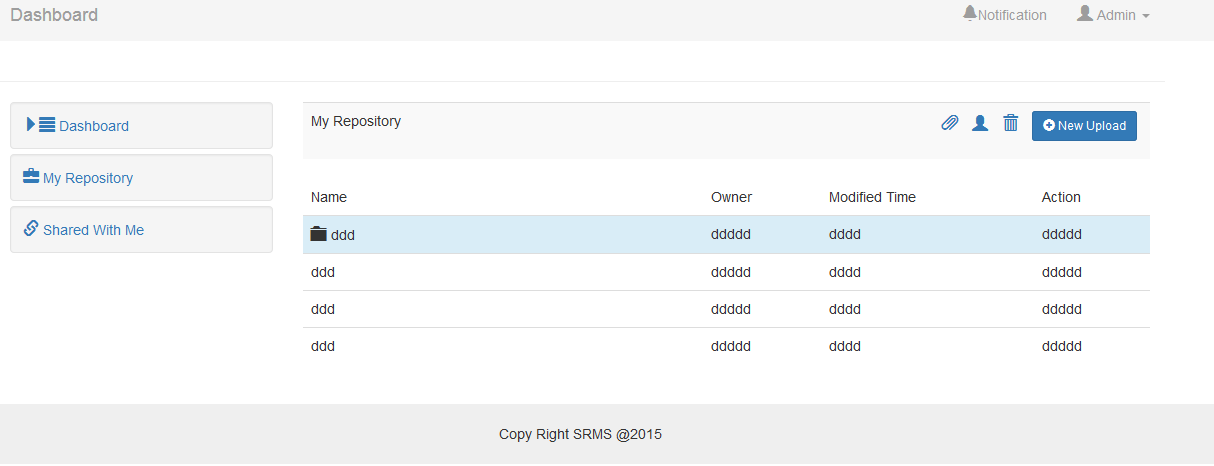 Dashboard Notification Admin
Dashboard
My Repository
Shared With Me
My Repository New Upload
Name Owner Modified Time Action
ddd ddddd dddd ddddd
ddd ddddd dddd ddddd
ddd ddddd dddd ddddd
ddd ddddd dddd ddddd
Copy Right SRMS @2015